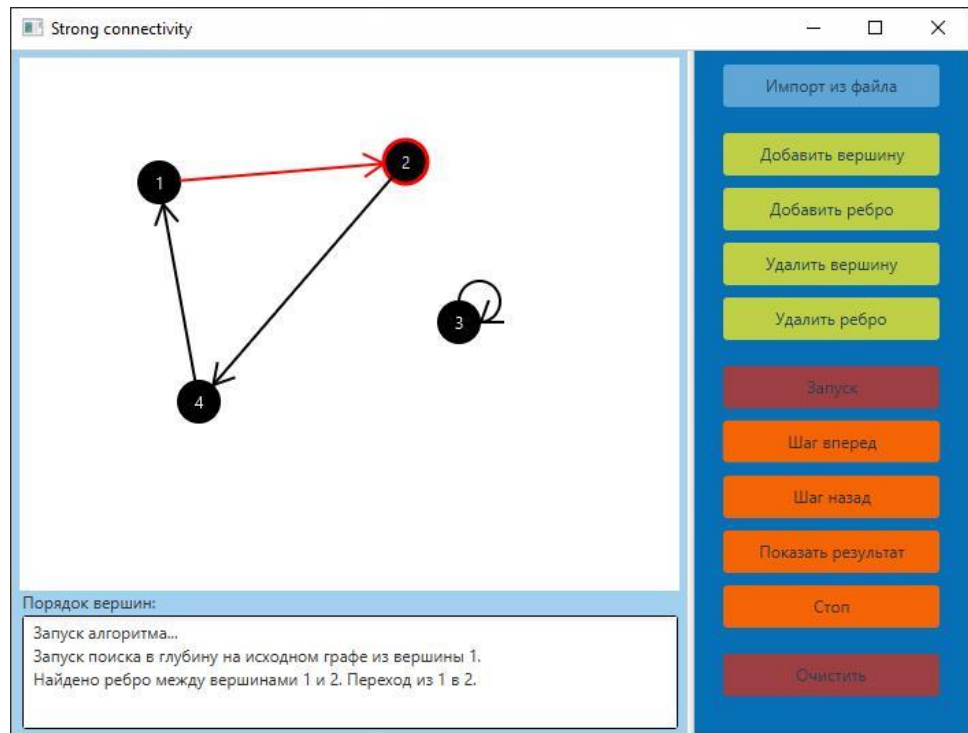 Strong connectivity
1
2
3
4
Порядок вершин:
Запуск алгоритма...
Запуск поиска в глубину на исходном графе из вершины 1.
Найдено ребро между вершинами 1 и 2. Переход из 1 в 2.
Импорт из файла
Добавить вершину
Добавить ребро
Удалить вершину
Удалить ребро
Запуск
Шаг вперед
Шаг назад
Показать результат
Стоп
Очистить